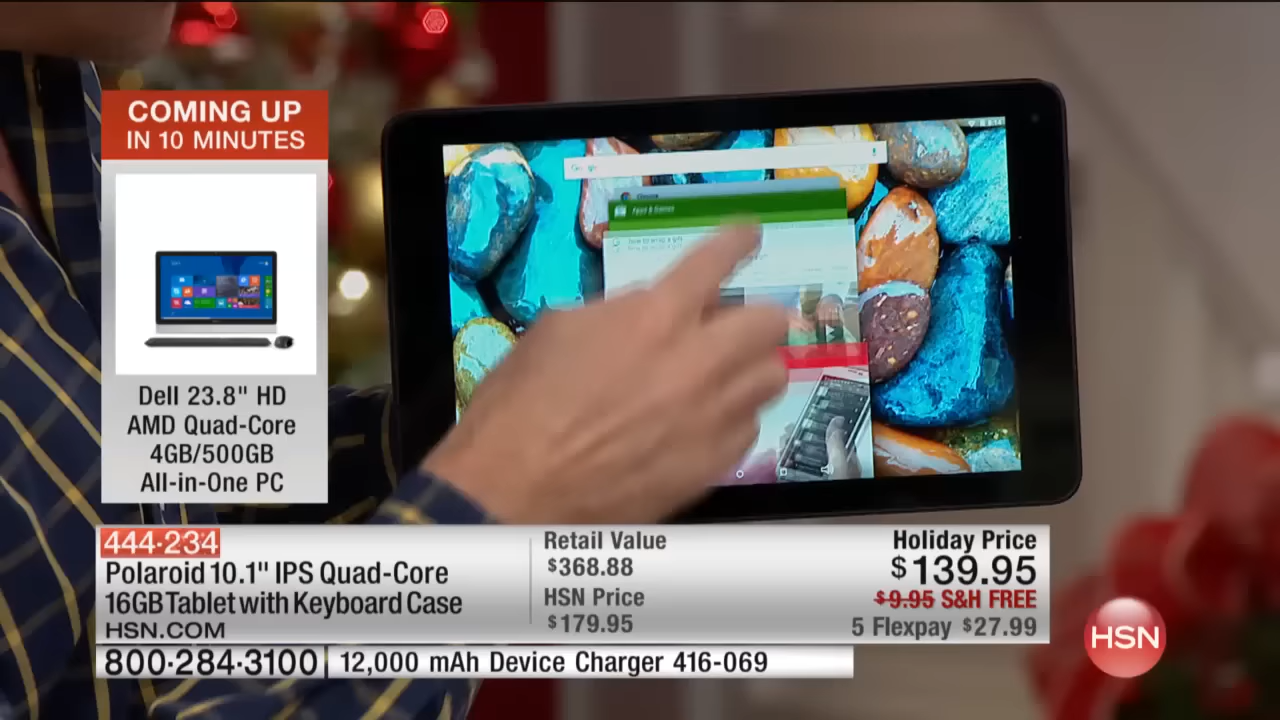 COMING UP
IN 10 MINUTES
Dell 23.8" HD
AMD Quad-Core
4GB/500GB
All-in-One PC
Google
Chrome
444-234
Polaroid 10.1" IPS Quad-Core
16GB Tablet with Keyboard Case
HSN.COM
Retail Value
$368.88
HSN Price
$179.95
Holiday Price
$139.95
$9.95 S&H FREE
5 Flexpay $27.99
HSN
800·284·3100
12,000 mAh Device Charger 416-069